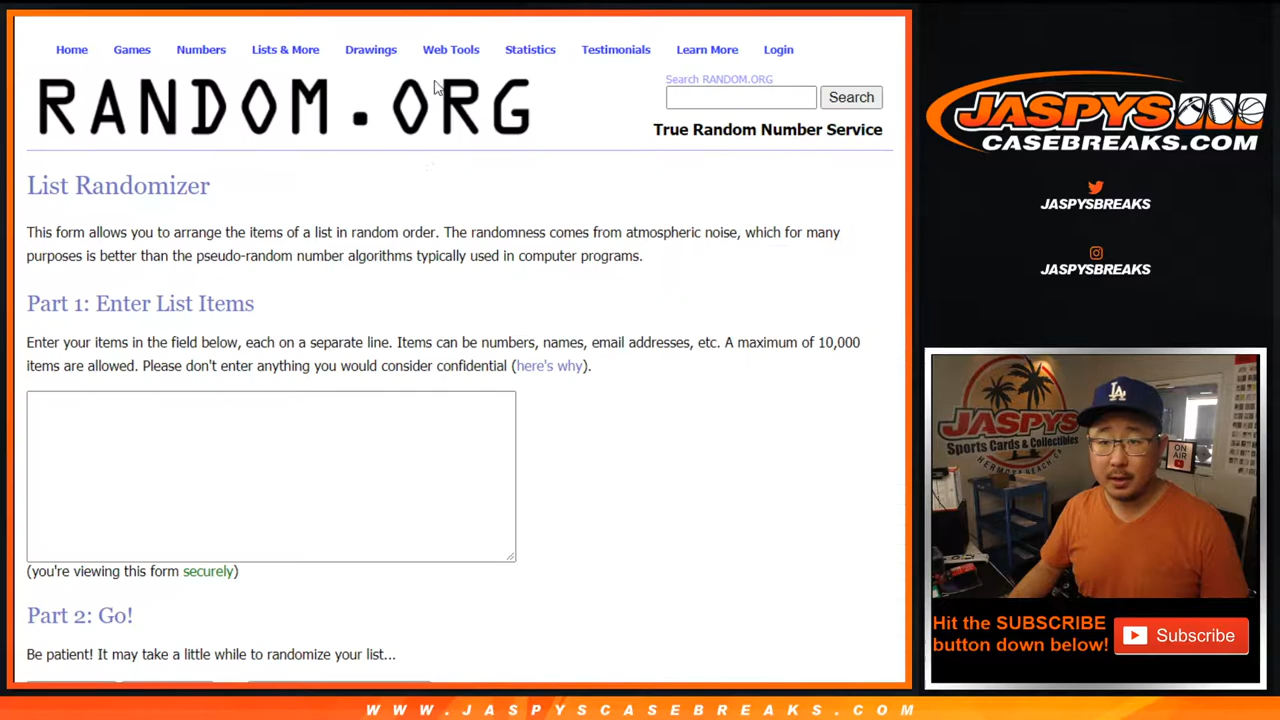 Home Games Numbers Lists & More Drawings Web Tools Statistics Testimonials Learn More Login
RANDOM.ORG
Search RANDOM.ORG
Search
True Random Number Service
List Randomizer
This form allows you to arrange the items of a list in random order. The randomness comes from atmospheric noise, which for many
purposes is better than the pseudo-random number algorithms typically used in computer programs.
Part 1: Enter List Items
Enter your items in the field below, each on a separate line. Items can be numbers, names, email addresses, etc. A maximum of 10,000
items are allowed. Please don't enter anything you would consider confidential (here's why).
(you're viewing this form securely)
Part 2: Go!
Be patient! It may take a little while to randomize your list...
JASPYS
CASEBREAKS.COM
JASPYSBREAKS
JASPYSBREAKS
JASPYS
Sports Cards & Collectibles
HERMOSA BEACH, CA
LA
ON
AIR
Hit the SUBSCRIBE
button down below!
Subscribe
WWW.JASPYSCASEBREAKS.COM